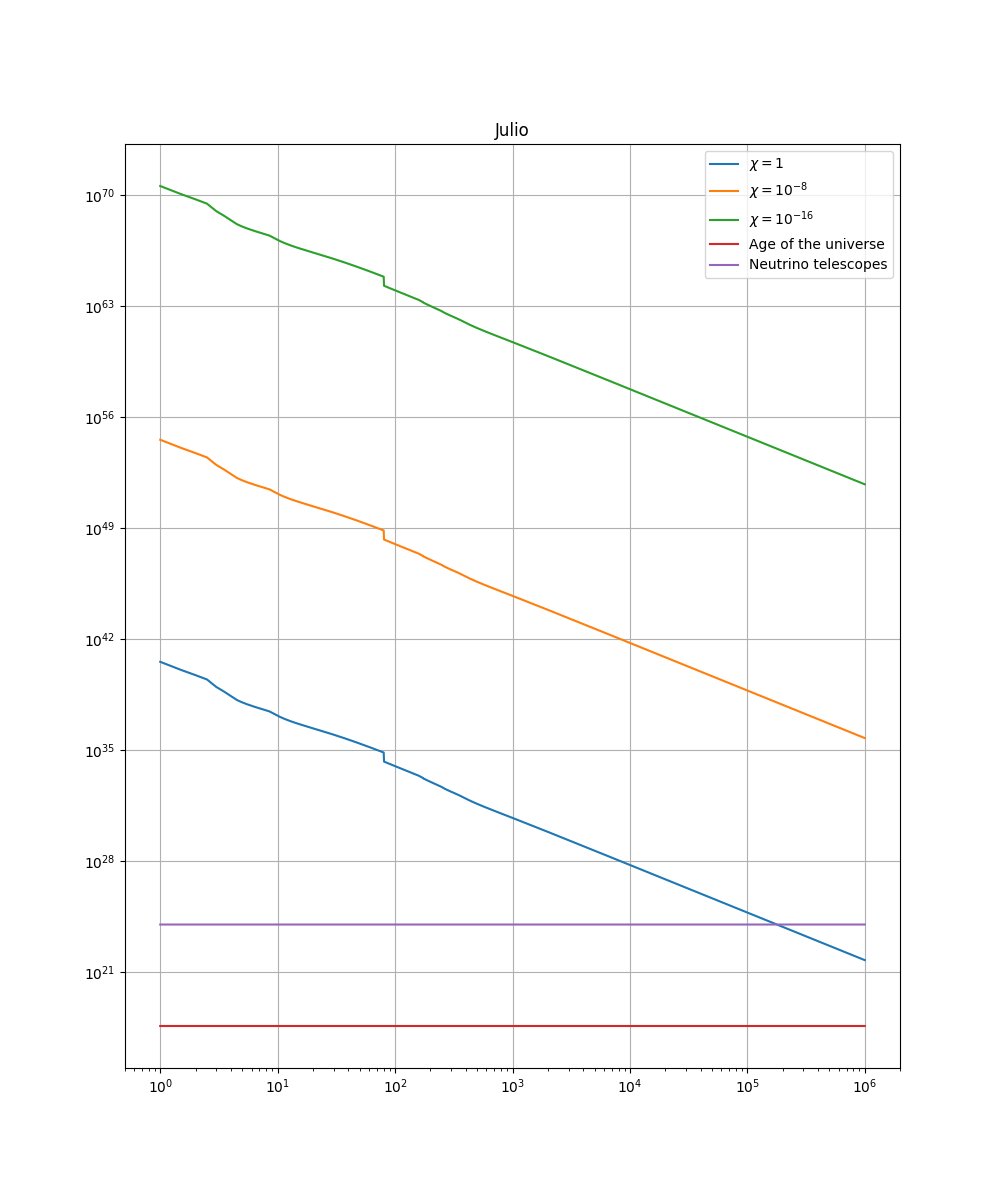 Julio
χ = 1
χ = 10⁻⁸
χ = 10⁻¹⁶
Age of the universe
Neutrino telescopes
10⁷⁰
10⁶³
10⁵⁶
10⁴⁹
10⁴²
10³⁵
10²⁸
10²¹
10⁰ 10¹ 10² 10³ 10⁴ 10⁵ 10⁶